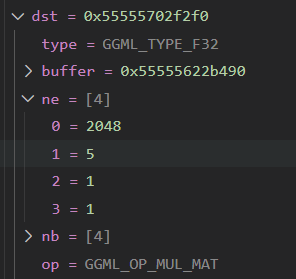 dst = 0x55555702f2f0
type = GGML_TYPE_F32
buffer = 0x55555622b490
ne = [4]
0 = 2048
1 = 5
2 = 1
3 = 1
nb = [4]
op = GGML_OP_MUL_MAT